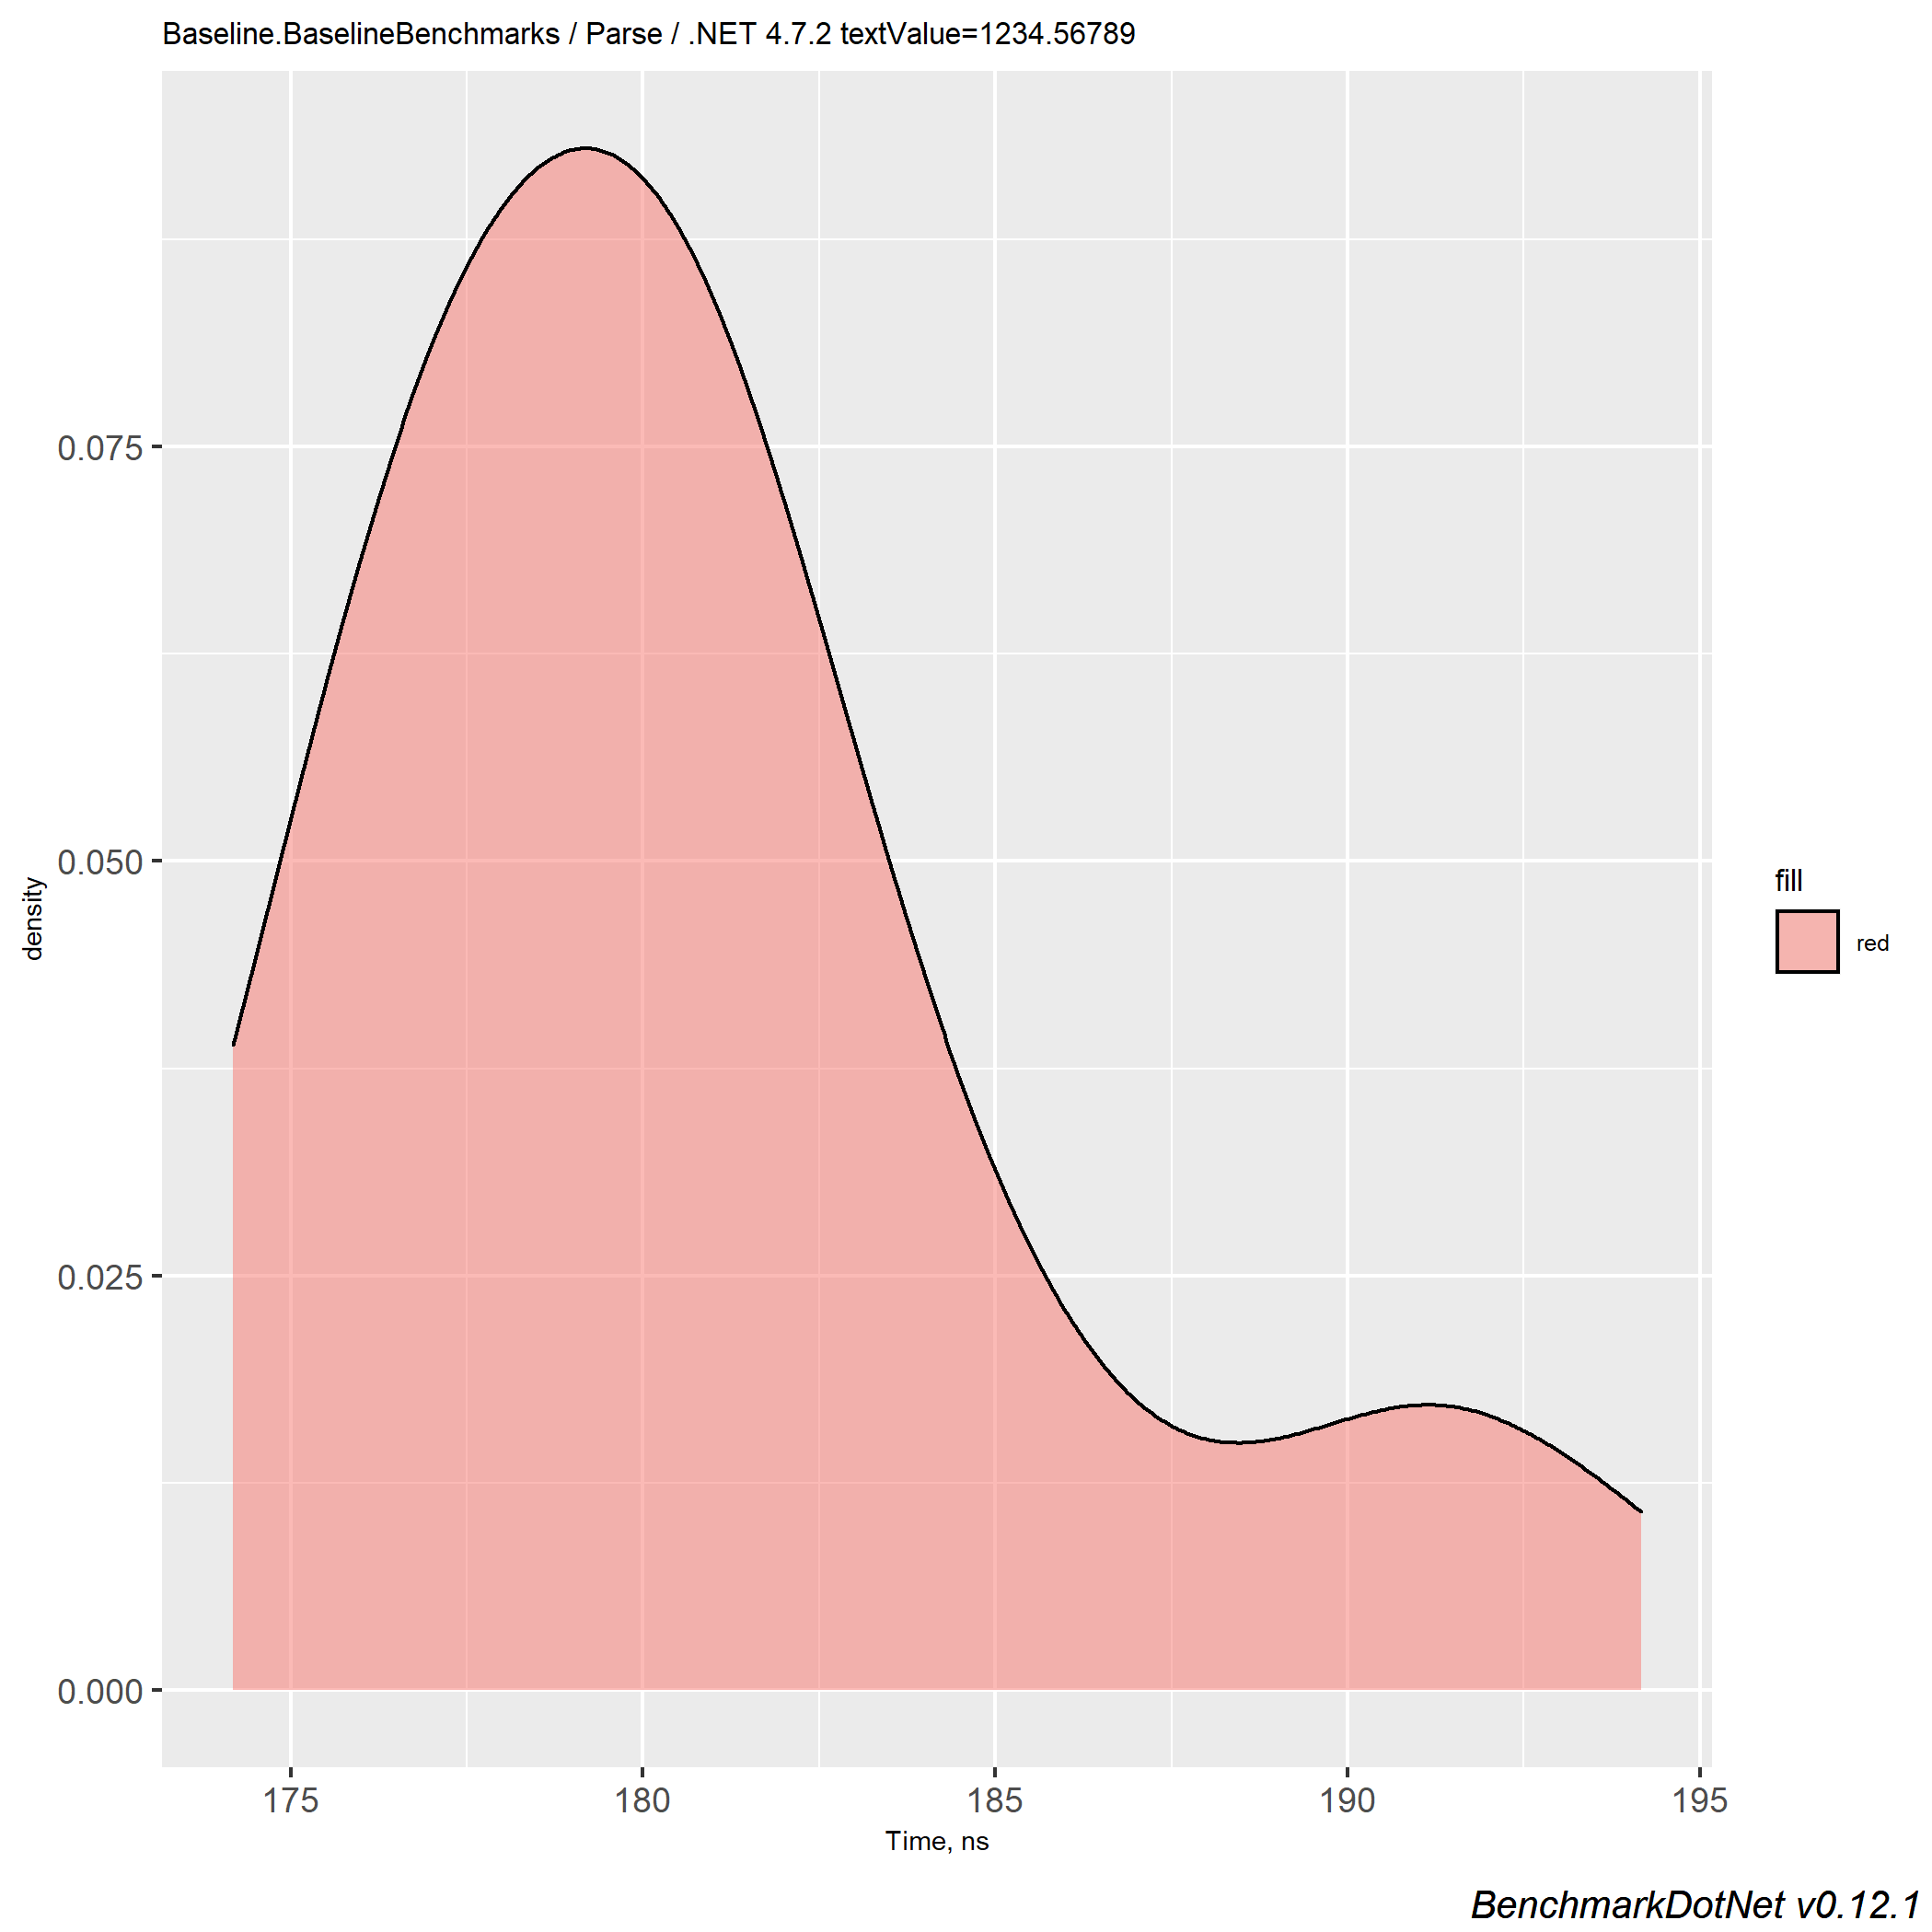 Baseline.BaselineBenchmarks / Parse / .NET 4.7.2 textValue=1234.56789
density
0.075
0.050
0.025
0.000
175 180 185 190 195
Time, ns
fill
red
BenchmarkDotNet v0.12.1